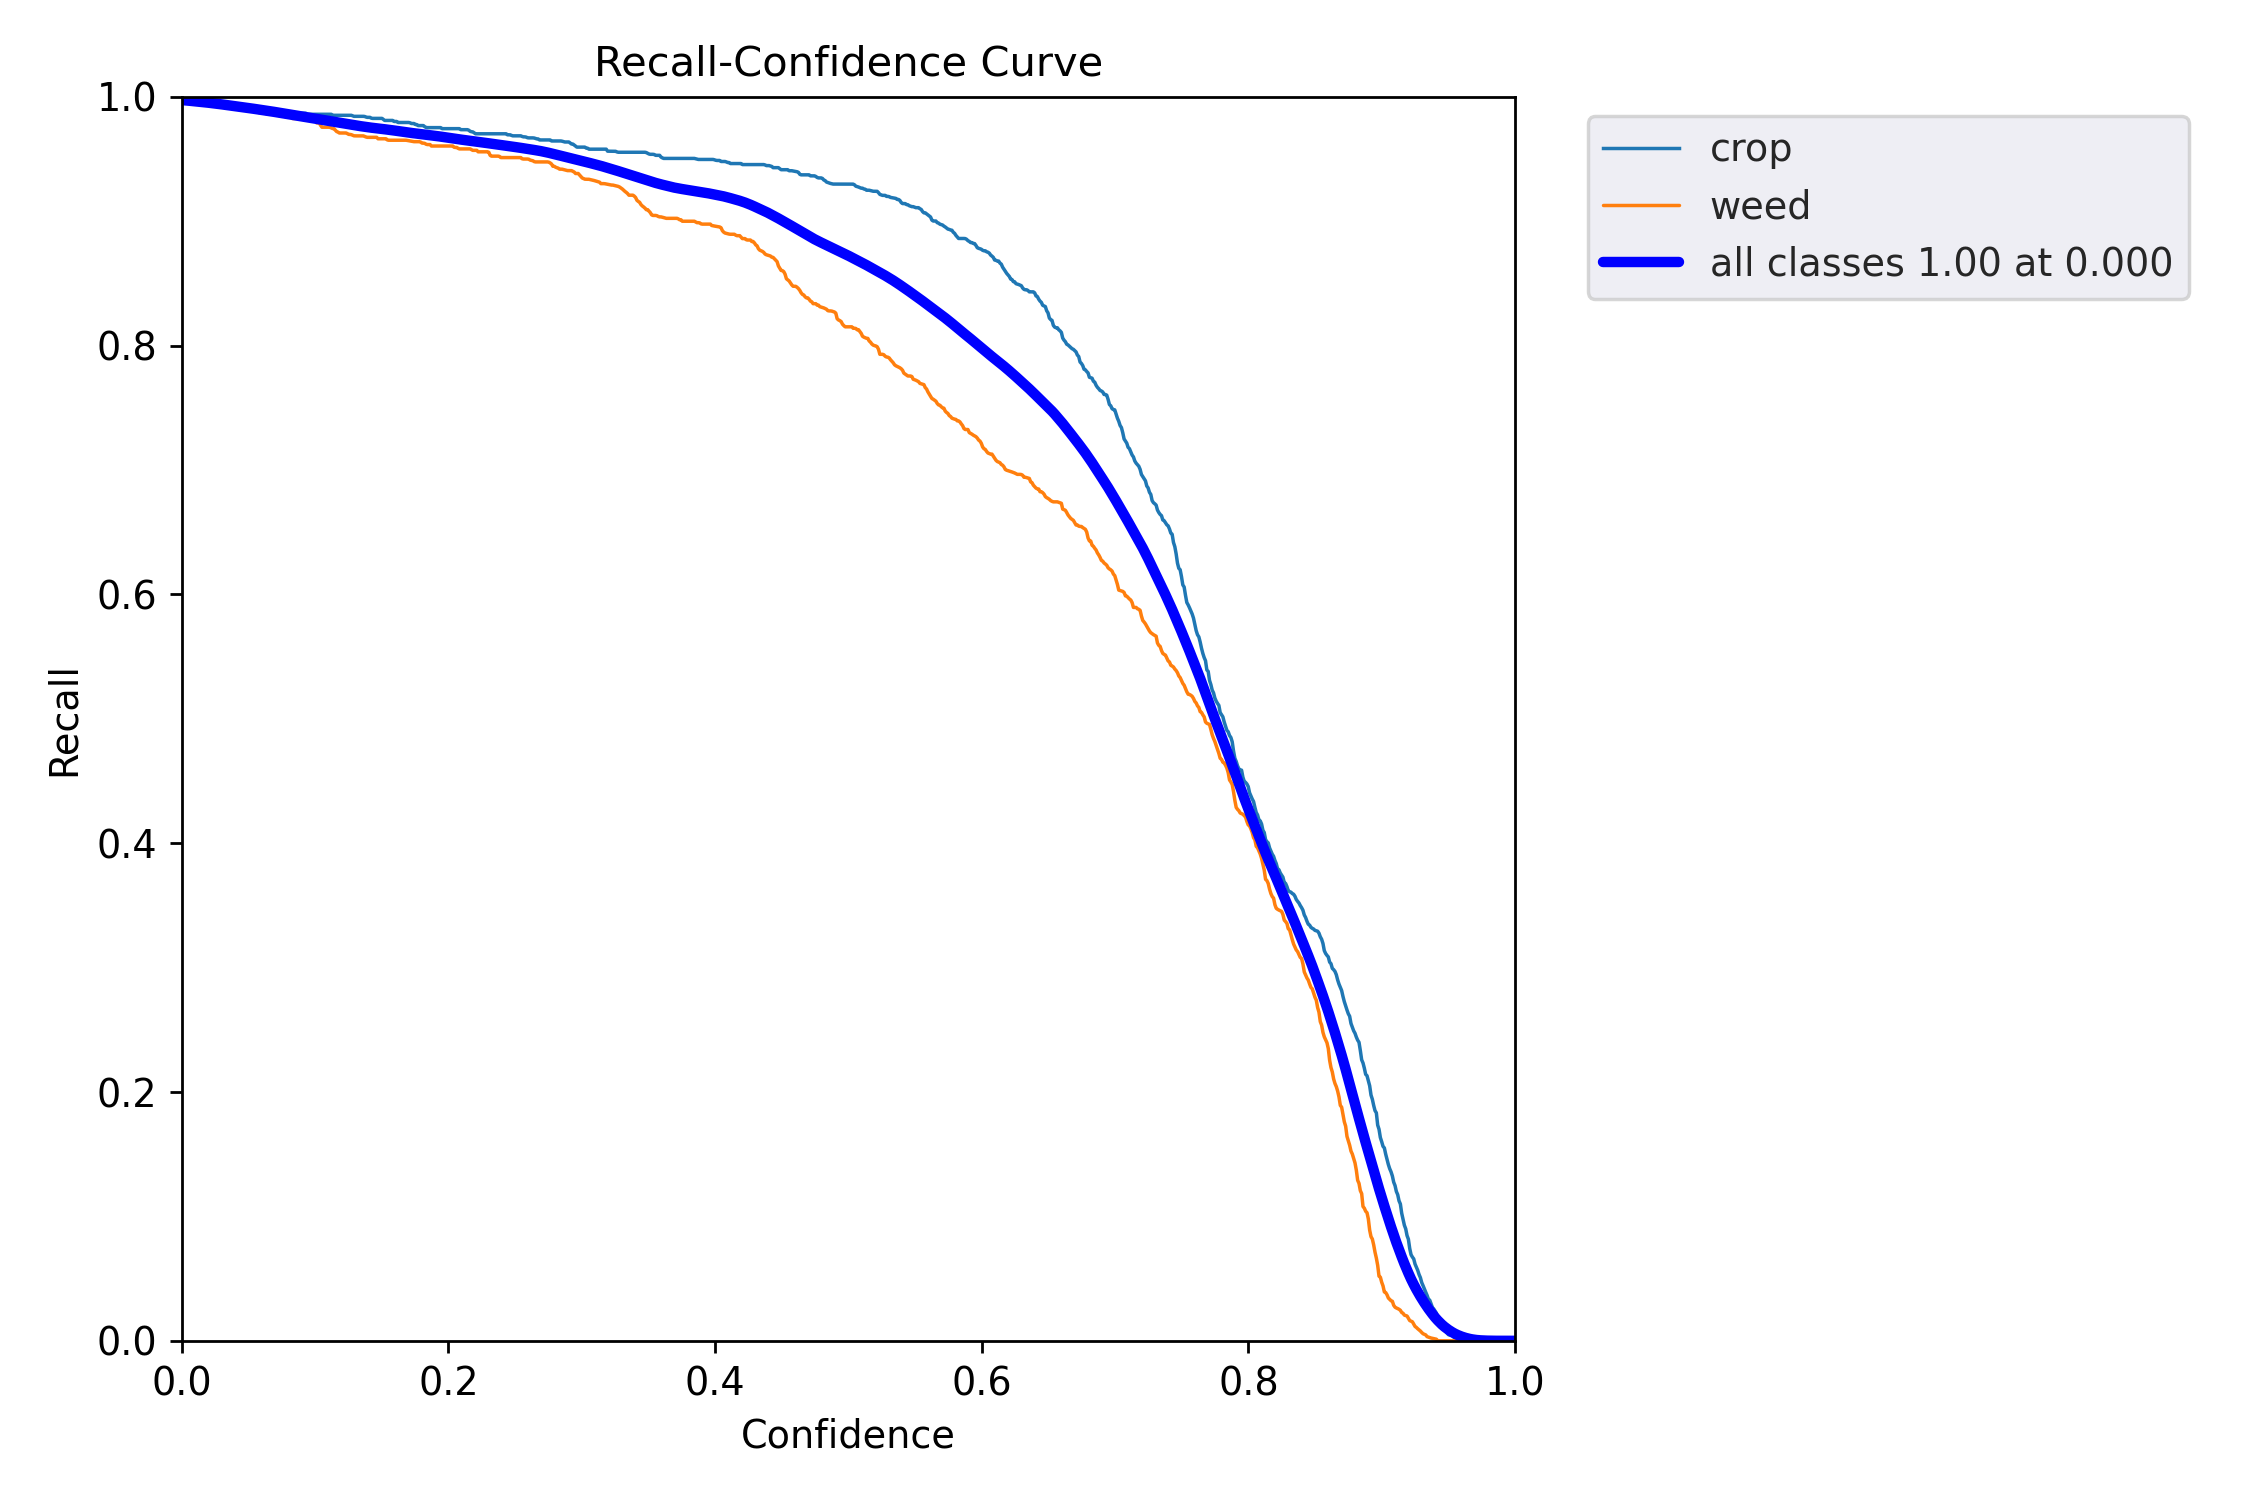 Recall-Confidence Curve
1.0
0.8
0.6
0.4
0.2
0.0
Recall
0.0 0.2 0.4 0.6 0.8 1.0
Confidence
crop
weed
all classes 1.00 at 0.000